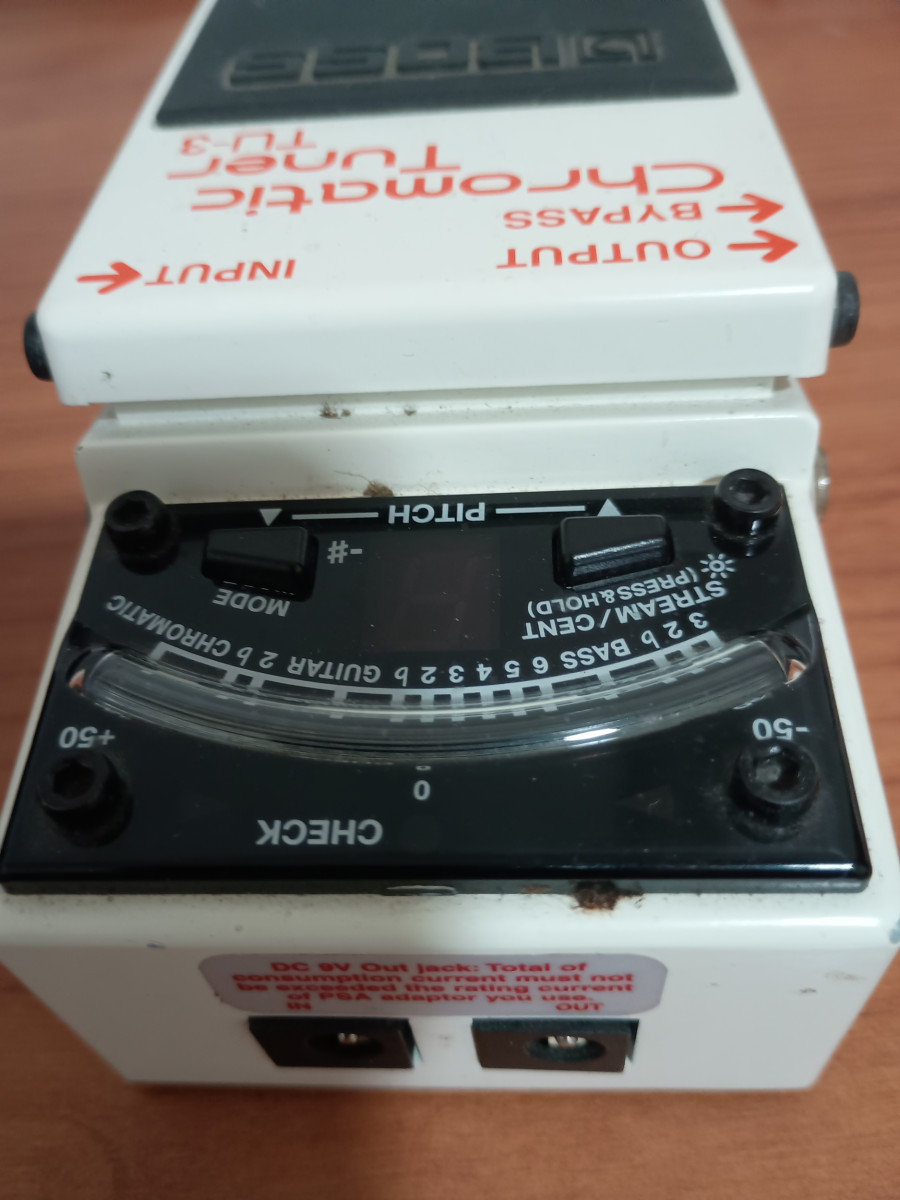 DC 9V Out jack: Total of
consumption current must not
be exceeded the rating current
of PSA adaptor you use.
IN OUT
CHECK
0
-50 +50
3 2 b BASS 6 5 4 3 2 b GUITAR 2 b CHROMATIC
STREAM/CENT
(PRESS&HOLD)
MODE
-#
PITCH
INPUT
OUTPUT
BYPASS
Chromatic
Tuner
TU-3
BOSS